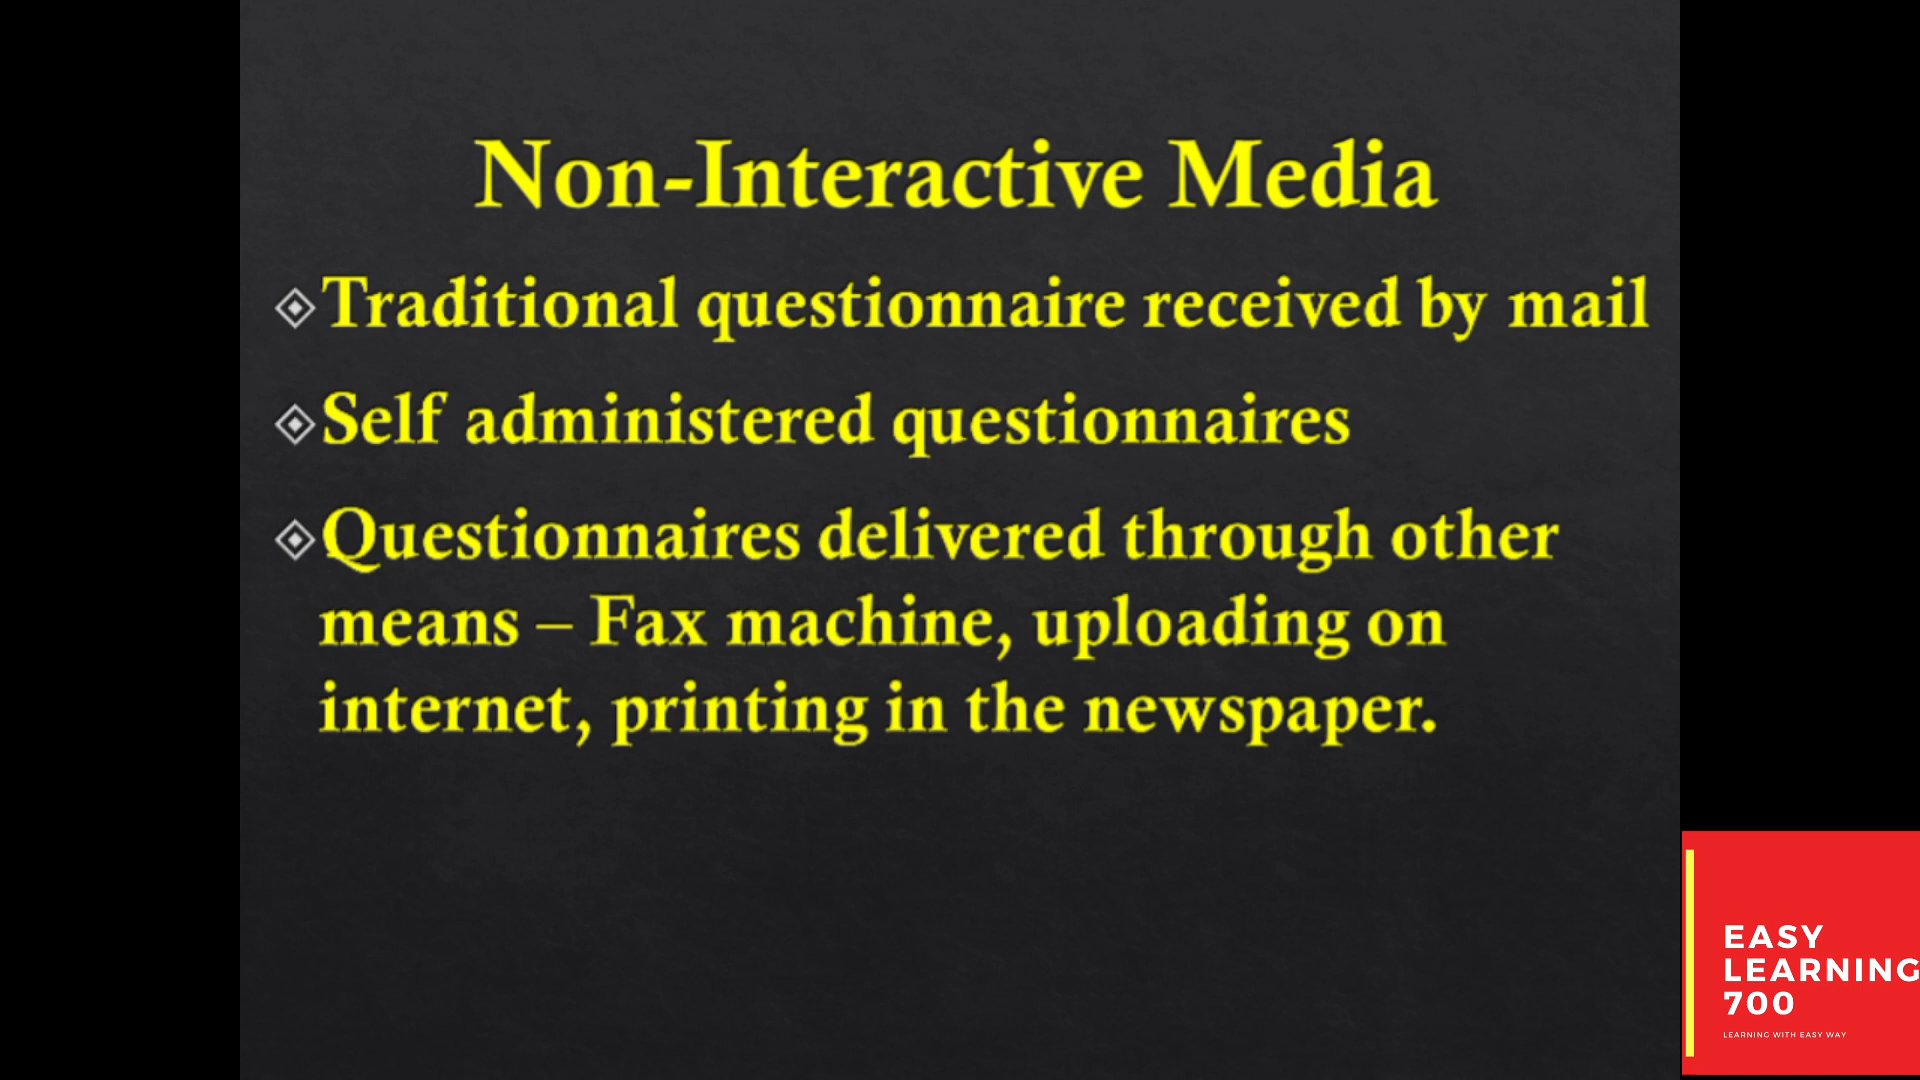 Non-Interactive Media
Traditional questionnaire received by mail
Self administered questionnaires
Questionnaires delivered through other
means – Fax machine, uploading on
internet, printing in the newspaper.
EASY
LEARNING
700
LEARNING WITH EASY WAY